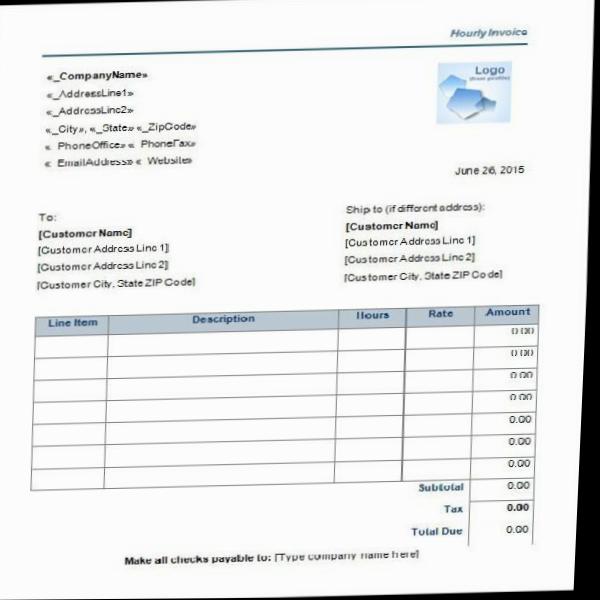 Hourly Invoice
«_CompanyName»
«_AddressLine1»
«_AddressLine2»
«_City», «_State» «_ZipCode»
« PhoneOffice» « PhoneFax»
« EmailAddress» « Website»
Logo
June 26, 2015
To:
[Customer Name]
[Customer Address Line 1]
[Customer Address Line 2]
[Customer City, State ZIP Code]
Ship to (if different address):
[Customer Name]
[Customer Address Line 1]
[Customer Address Line 2]
[Customer City, State ZIP Code]
Line Item Description Hours Rate Amount
0.00
0.00
0.00
0.00
0.00
0.00
0.00
Subtotal 0.00
Tax 0.00
Total Due 0.00
Make all checks payable to: [Type company name here]